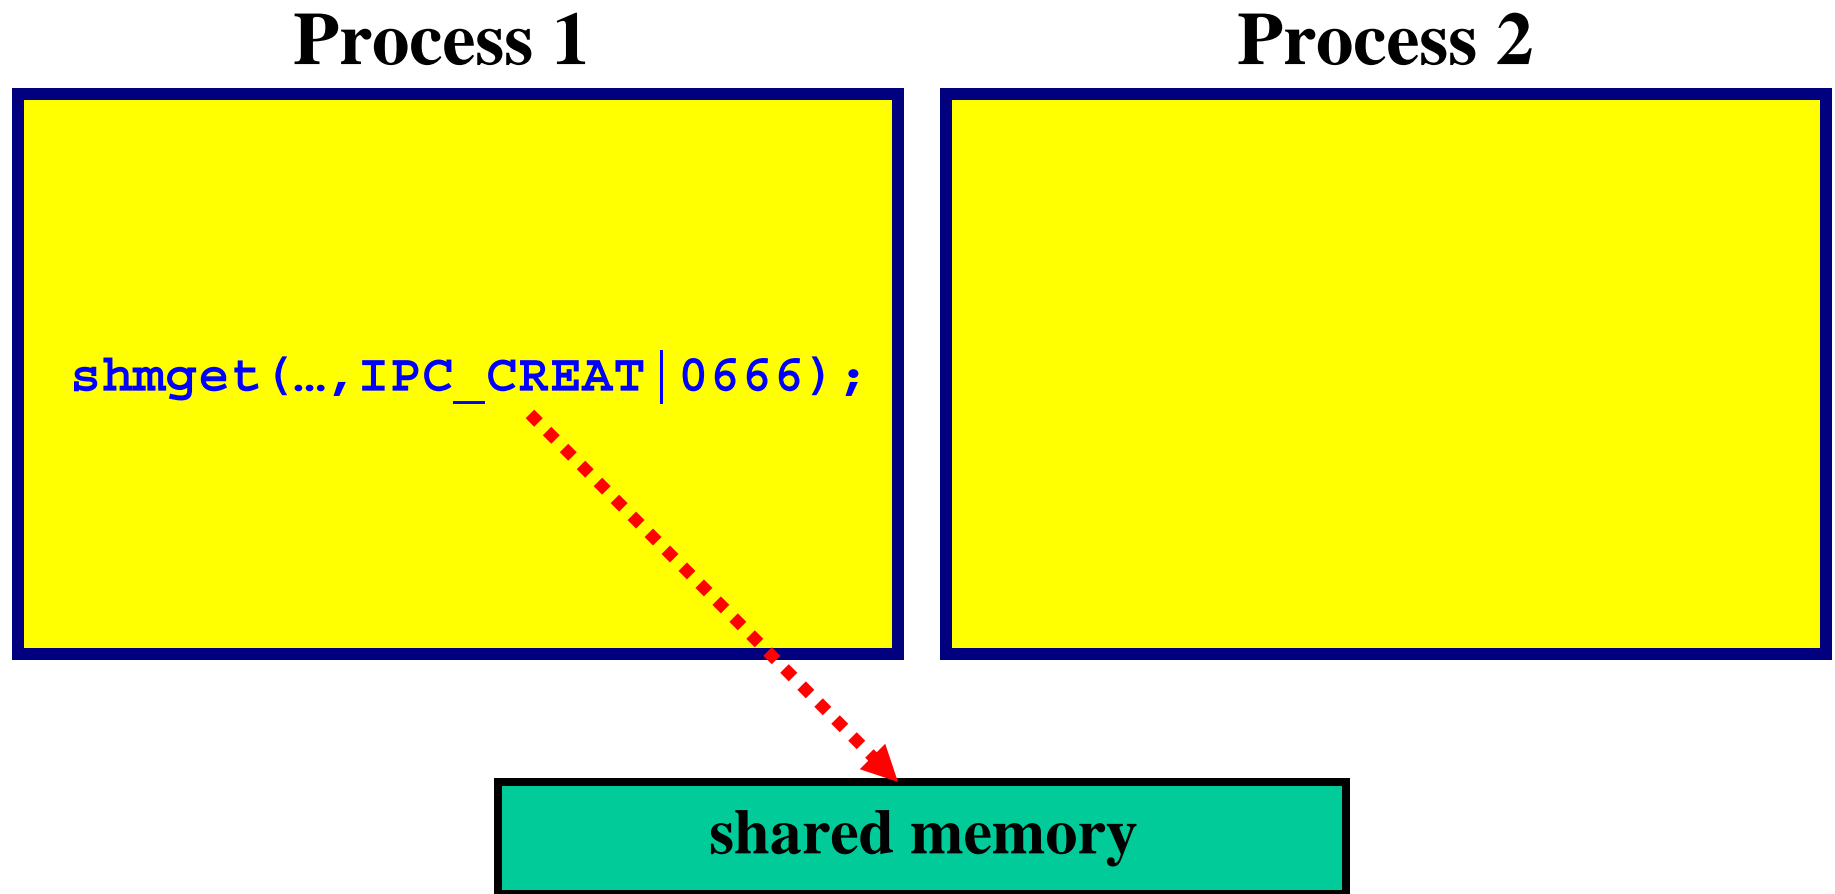 Process 1
Process 2
shmget(…,IPC_CREAT|0666);
shared memory